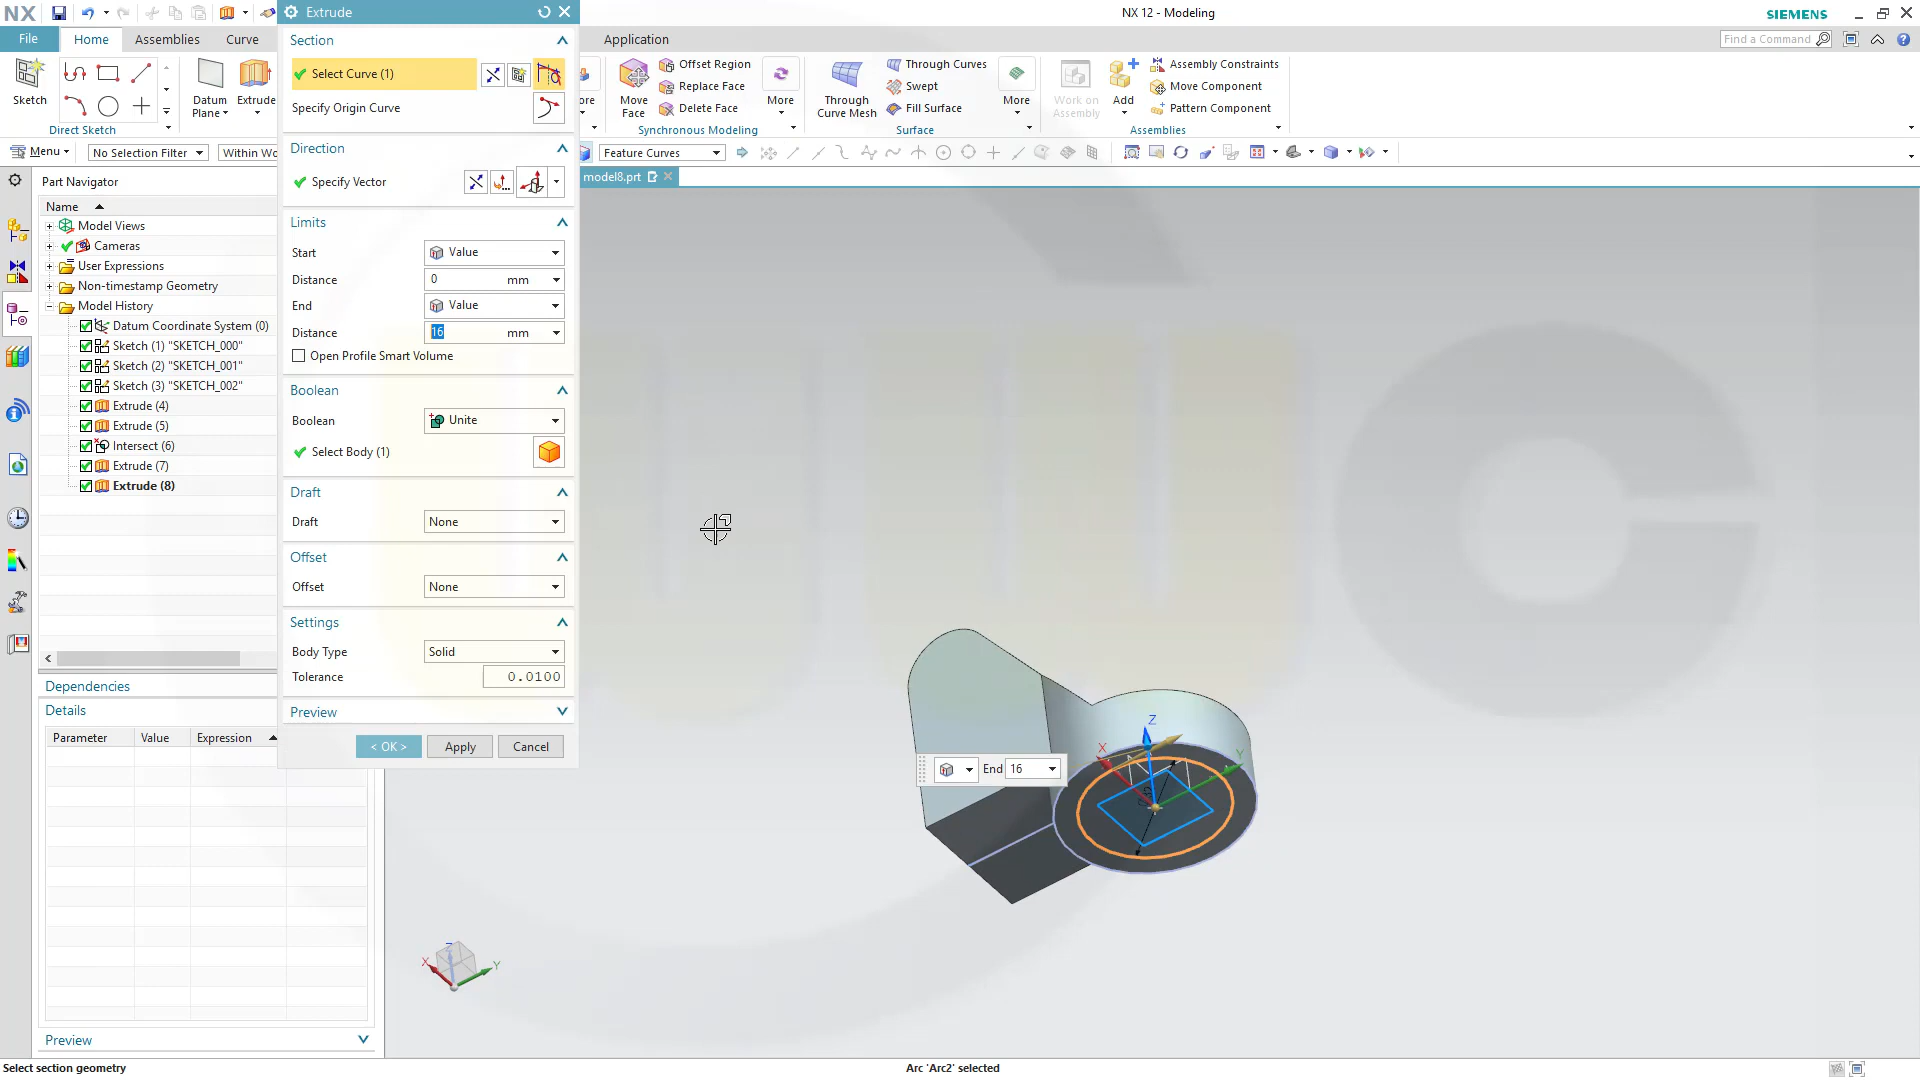 NX
NX 12 - Modeling
SIEMENS
File
Home
Assemblies
Curve
Application
Find a Command
Sketch
Direct Sketch
Datum Plane
Extrude
ore
Move Face
Offset Region
Replace Face
Delete Face
More
Synchronous Modeling
Through Curve Mesh
Through Curves
Swept
Fill Surface
More
Surface
Work on Assembly
Add
Assembly Constraints
Move Component
Pattern Component
Assemblies
Menu
No Selection Filter
Within Wo
Feature Curves
model8.prt
Part Navigator
Name
Model Views
Cameras
User Expressions
Non-timestamp Geometry
Model History
Datum Coordinate System (0)
Sketch (1) "SKETCH_000"
Sketch (2) "SKETCH_001"
Sketch (3) "SKETCH_002"
Extrude (4)
Extrude (5)
Intersect (6)
Extrude (7)
Extrude (8)
Dependencies
Details
Parameter Value Expression
Preview
Extrude
Section
Select Curve (1)
Specify Origin Curve
Direction
Specify Vector
Limits
Start Value
Distance 0 mm
End Value
Distance 16 mm
Open Profile Smart Volume
Boolean
Boolean Unite
Select Body (1)
Draft
Draft None
Offset
Offset None
Settings
Body Type Solid
Tolerance 0.0100
Preview
< OK > Apply Cancel
End 16
Z
X
Y
Z
X
Y
Select section geometry
Arc 'Arc2' selected